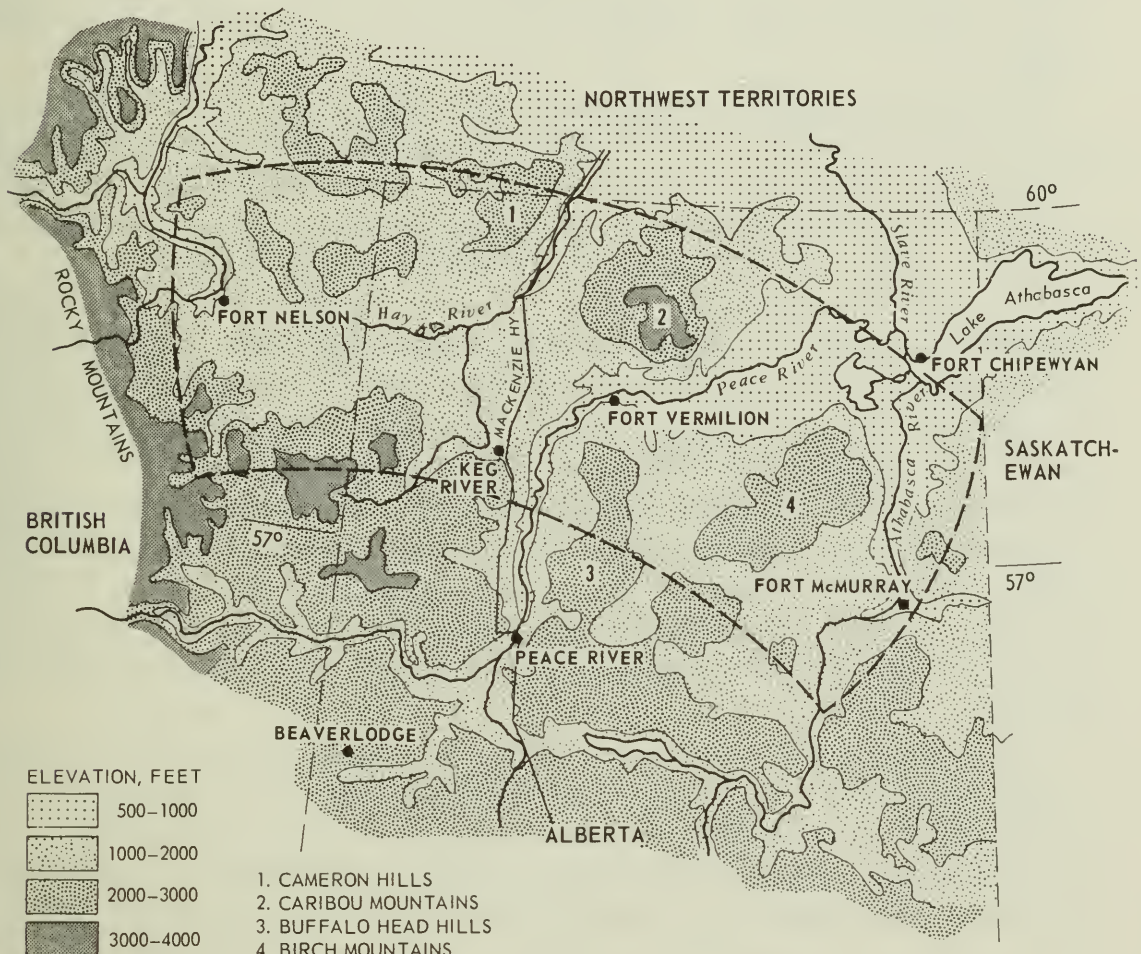 NORTHWEST TERRITORIES
60°
1
Slave River
ROCKY MOUNTAINS
FORT NELSON
Hay River
2
Lake Athabasca
MACKENZIE HY
Peace River
FORT CHIPEWYAN
FORT VERMILION
Athabasca River
KEG
RIVER
SASKATCH-
EWAN
BRITISH
COLUMBIA
57°
4
3
57°
FORT McMURRAY
PEACE RIVER
BEAVERLODGE
ALBERTA
ELEVATION, FEET
500–1000
1000–2000
2000–3000
3000–4000
1. CAMERON HILLS
2. CARIBOU MOUNTAINS
3. BUFFALO HEAD HILLS
4. BIRCH MOUNTAINS